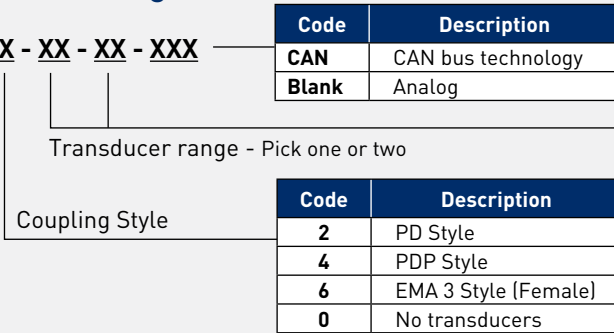 Code Description
X - XX - XX - XXX
CAN CAN bus technology
Blank Analog
Transducer range - Pick one or two
Code Description
Coupling Style
2 PD Style
4 PDP Style
6 EMA 3 Style (Female)
0 No transducers